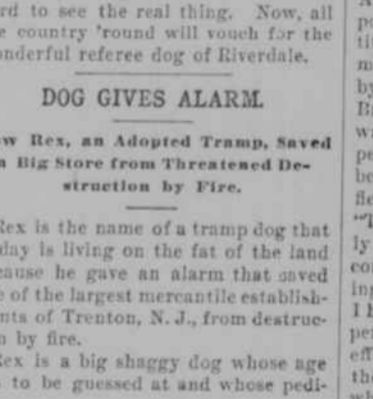 rd to see the real thing. Now, all
e country 'round will vouch for the
onderful referee dog of Riverdale.
DOG GIVES ALARM.
ow Rex, an Adopted Tramp, Saved
a Big Store from Threatened De-
struction by Fire.
Rex is the name of a tramp dog that
day is living on the fat of the land
ecause he gave an alarm that saved
e of the largest mercantile establish-
nts of Trenton, N. J., from destruc-
n by fire.
Rex is a big shaggy dog whose age
s to be guessed at and whose pedi-